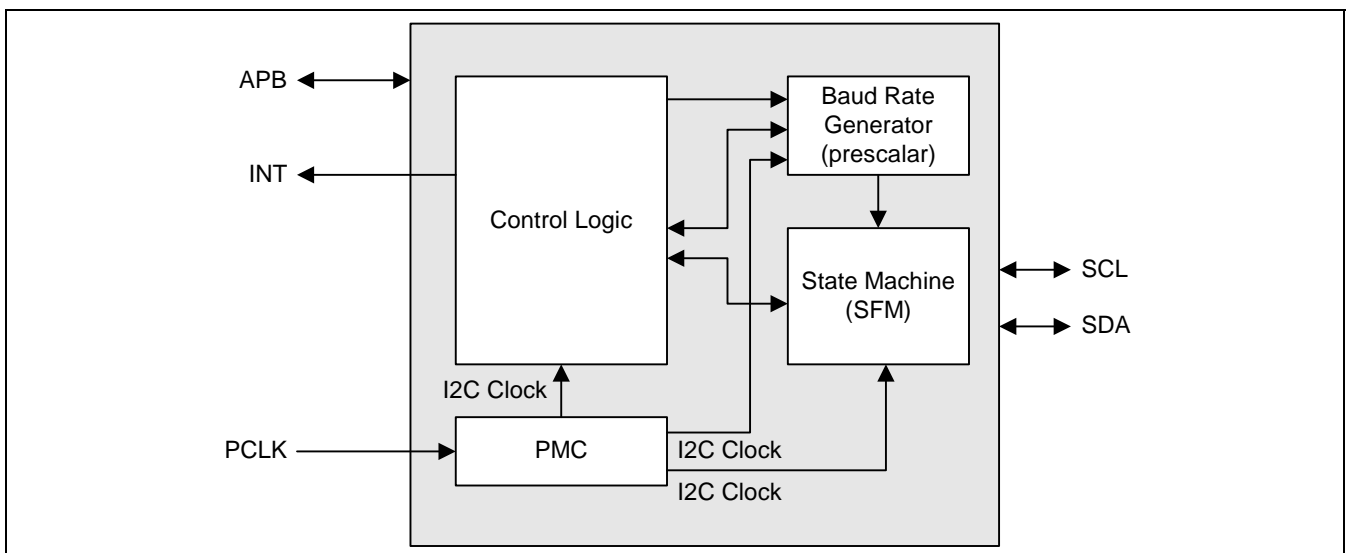 APB
INT
PCLK
Control Logic
Baud Rate
Generator
(prescalar)
State Machine
(SFM)
I2C Clock
PMC
I2C Clock
I2C Clock
SCL
SDA